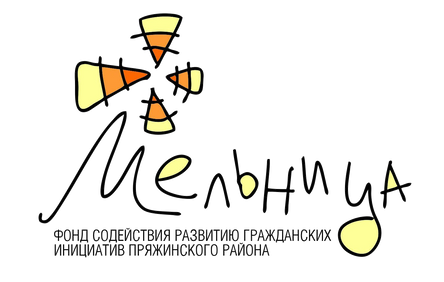 Мельница
ФОНД СОДЕЙСТВИЯ РАЗВИТИЮ ГРАЖДАНСКИХ
ИНИЦИАТИВ ПРЯЖИНСКОГО РАЙОНА